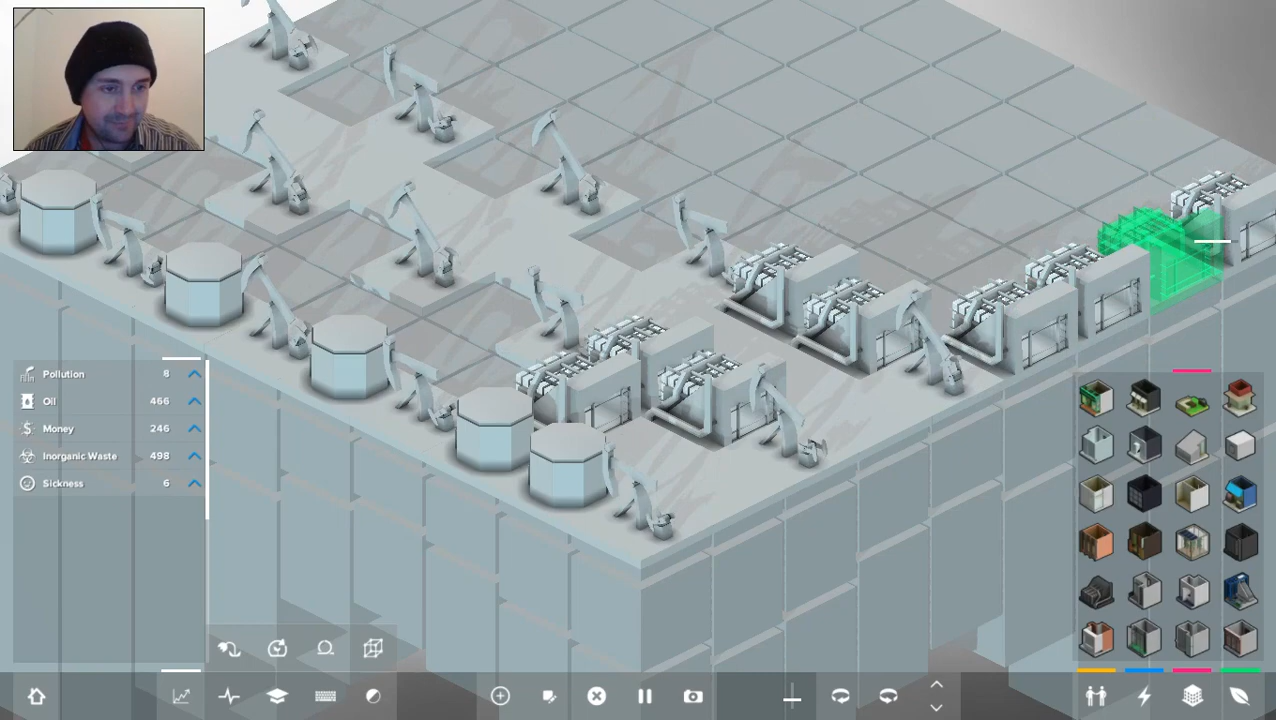 Pollution 8
Oil 466
Money 246
Inorganic Waste 498
Sickness 6